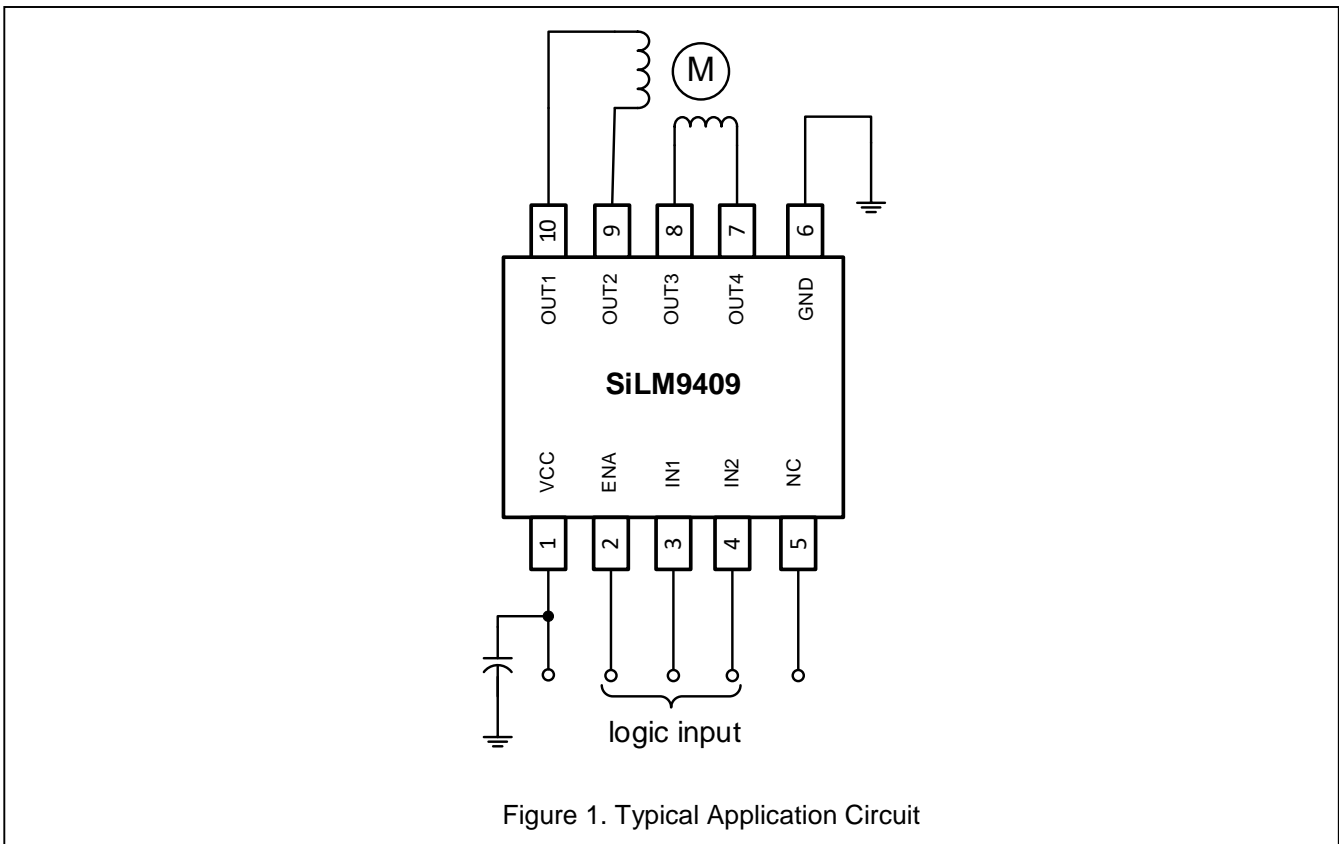 M
10 9 8 7 6
OUT1 OUT2 OUT3 OUT4 GND
SiLM9409
VCC ENA IN1 IN2 NC
1 2 3 4 5
logic input
Figure 1. Typical Application Circuit